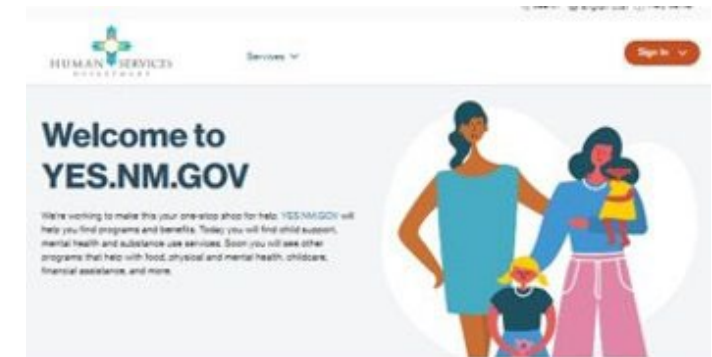 HUMAN SERVICES
DEPARTMENT
Services
Sign In
Welcome to
YES.NM.GOV
We're working to make this your one-stop shop for help. YES.NM.GOV will
help you find programs and benefits. Today you will find child support,
mental health and substance use services. Soon you will see other
programs that help with food, physical and mental health, childcare,
financial assistance, and more.